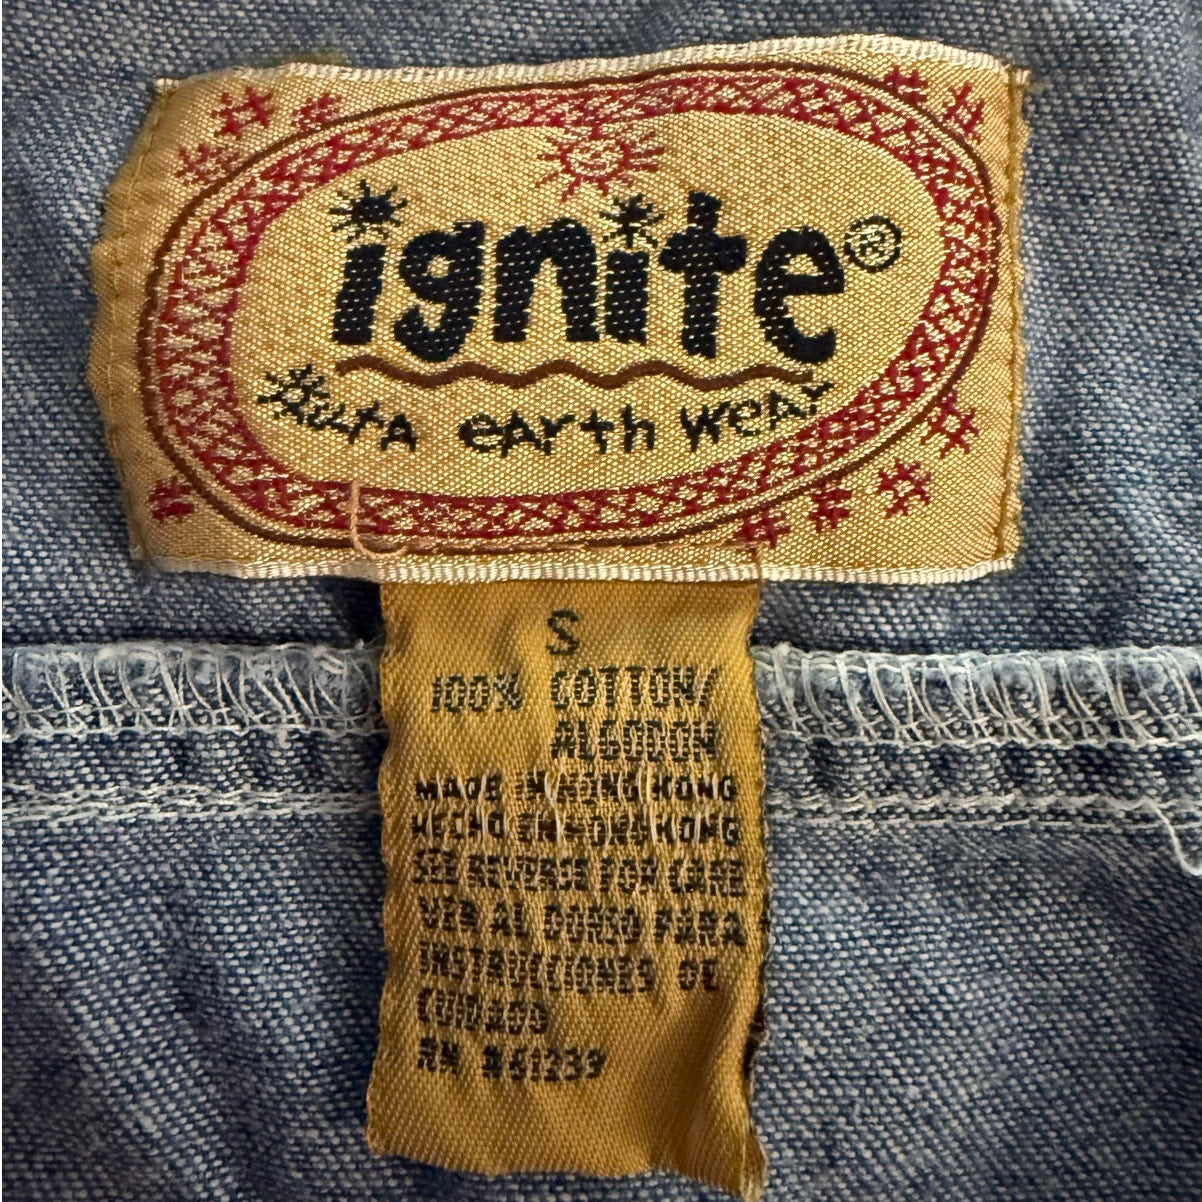 ignite®
earth wear
S
100% COTTON/
ALGODON
MADE IN HONG KONG
HECHO EN HONG KONG
SEE REVERSE FOR CARE
VER AL DORSO PARA
INSTRUCCIONES DE
CUIDADO
RN #61239